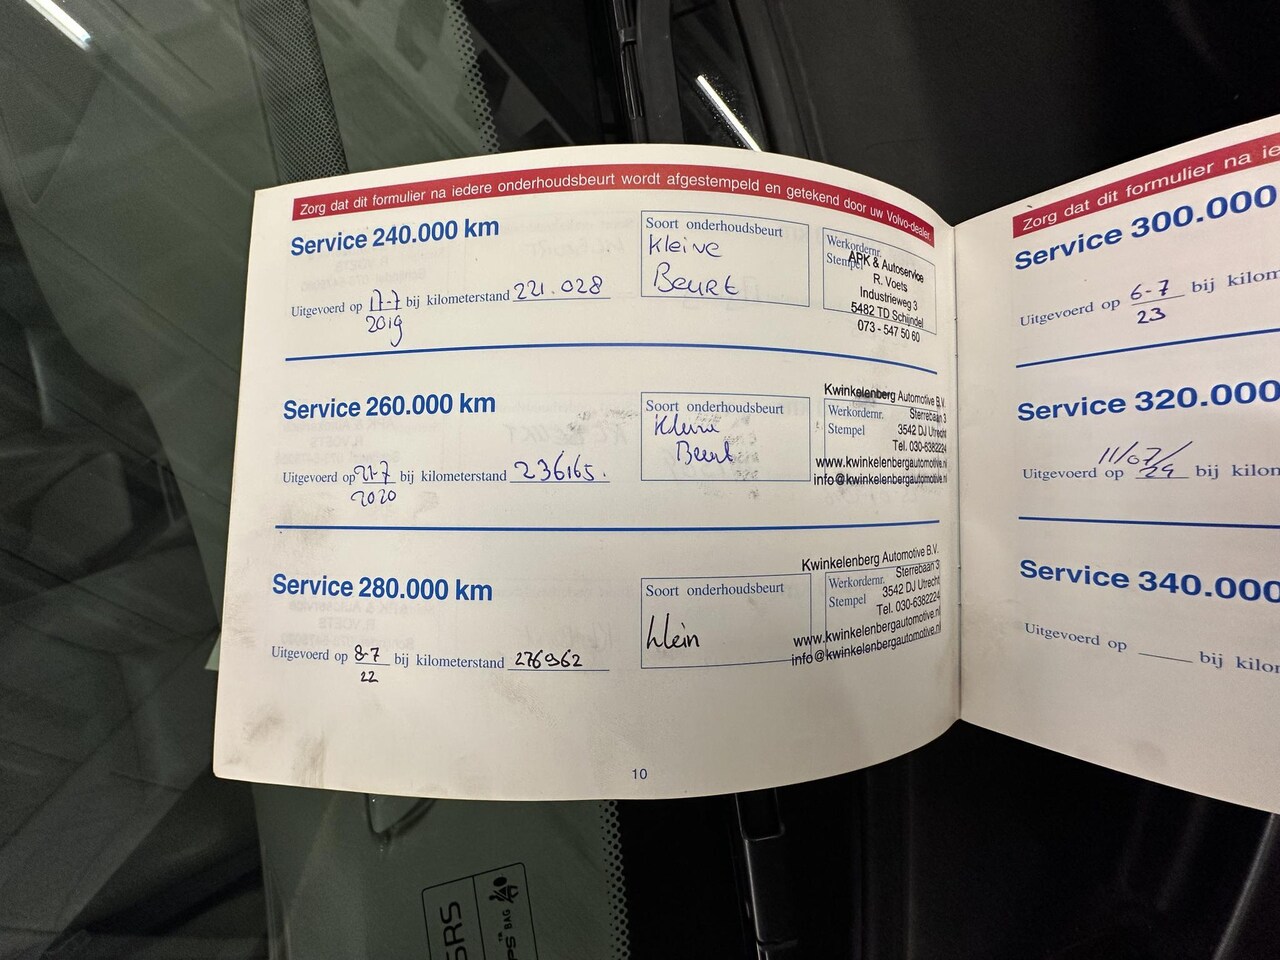 Zorg dat dit formulier na iedere onderhoudsbeurt wordt afgestempeld en getekend door uw Volvo-dealer.
Service 240.000 km
Uitgevoerd op 17-7 bij kilometerstand 221.028
2019
Soort onderhoudsbeurt
Kleine
Beurt
Werkordernr.
Stempel
APK & Autoservice
R. Voets
Industrieweg 3
5482 TD Schijndel
073 - 547 50 60
Service 260.000 km
Uitgevoerd op 21-7 bij kilometerstand 236165.
2020
Soort onderhoudsbeurt
Kleine
Beurt
Werkordernr.
Stempel
Kwinkelenberg Automotive B.V.
Sterrebaan 3
3542 DJ Utrecht
Tel. 030-6382224
www.kwinkelenbergautomotive.nl
info@kwinkelenbergautomotive.nl
Service 280.000 km
Uitgevoerd op 8-7 bij kilometerstand 276962
22
Soort onderhoudsbeurt
klein
Werkordernr.
Stempel
Kwinkelenberg Automotive B.V.
Sterrebaan 3
3542 DJ Utrecht
Tel. 030-6382224
www.kwinkelenbergautomotive.nl
info@kwinkelenbergautomotive.nl
10
Zorg dat dit formulier na ie
Service 300.000
Uitgevoerd op 6-7 bij kilom
23
Service 320.000
Uitgevoerd op 11/07/24 bij kilon
Service 340.000
Uitgevoerd op bij kilor
SRS
BAG